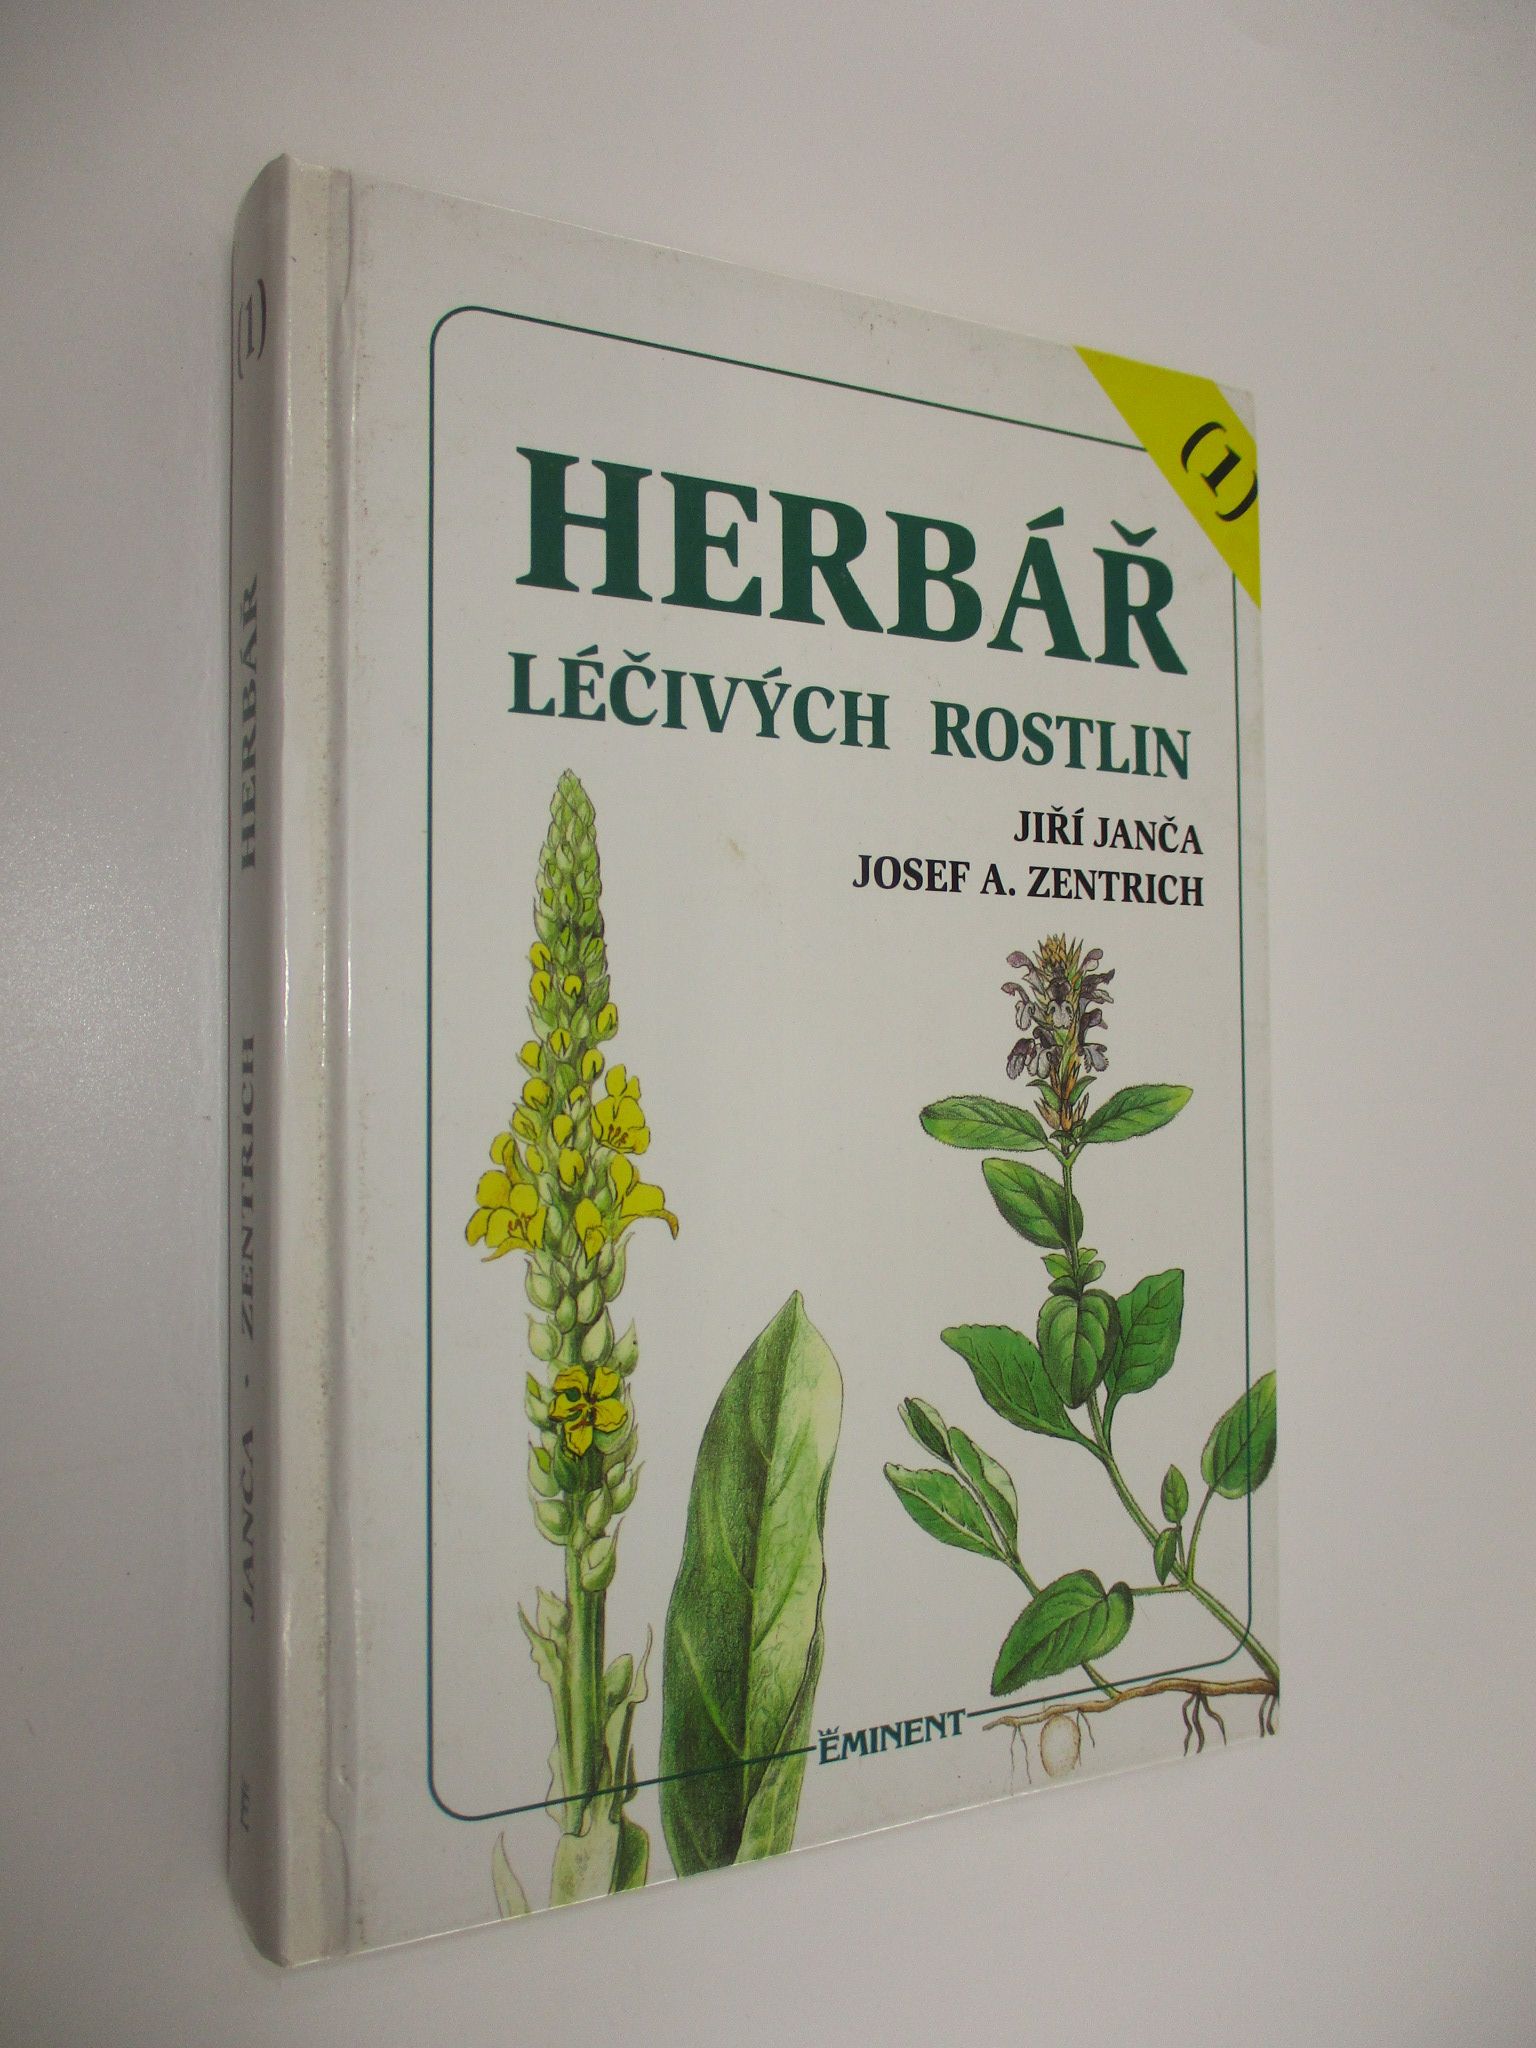 (1)
HERBÁŘ
LÉČIVÝCH ROSTLIN
JIŘÍ JANČA
JOSEF A. ZENTRICH
EMINENT
JANČA · ZENTRICH HERBÁŘ (1)